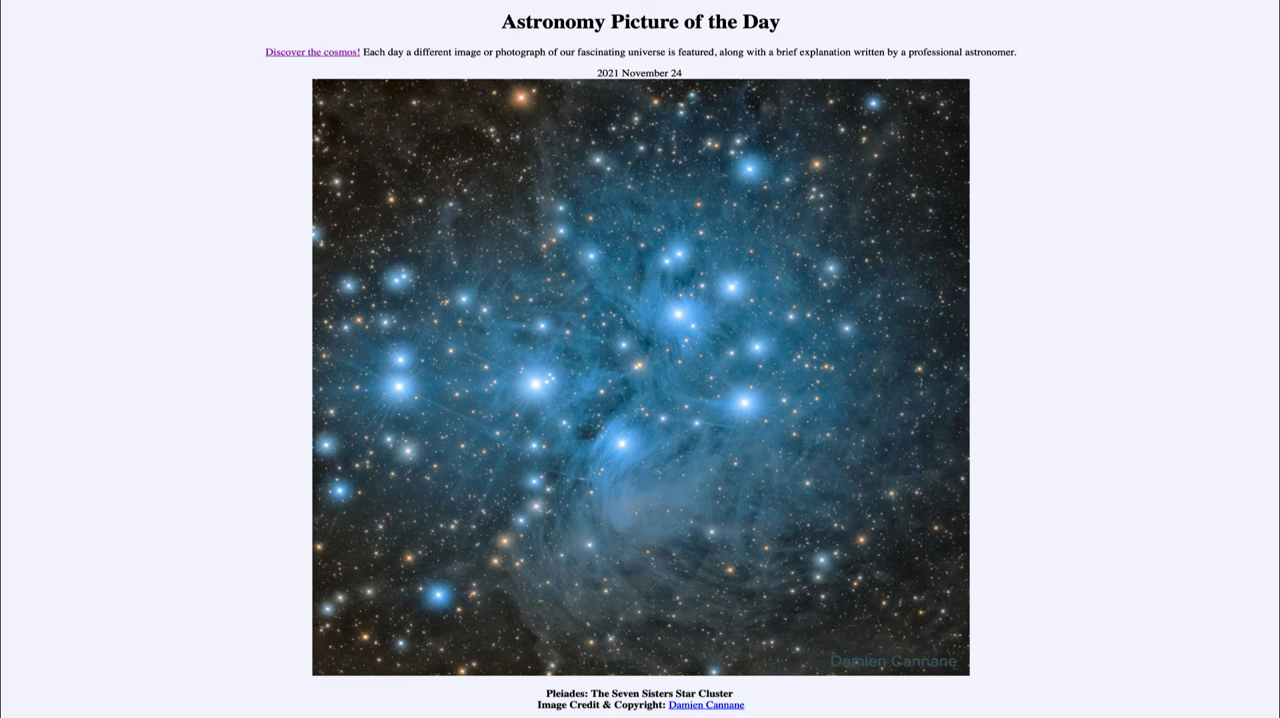 Astronomy Picture of the Day
Discover the cosmos! Each day a different image or photograph of our fascinating universe is featured, along with a brief explanation written by a professional astronomer.
2021 November 24
Damien Cannane
Pleiades: The Seven Sisters Star Cluster
Image Credit & Copyright: Damien Cannane